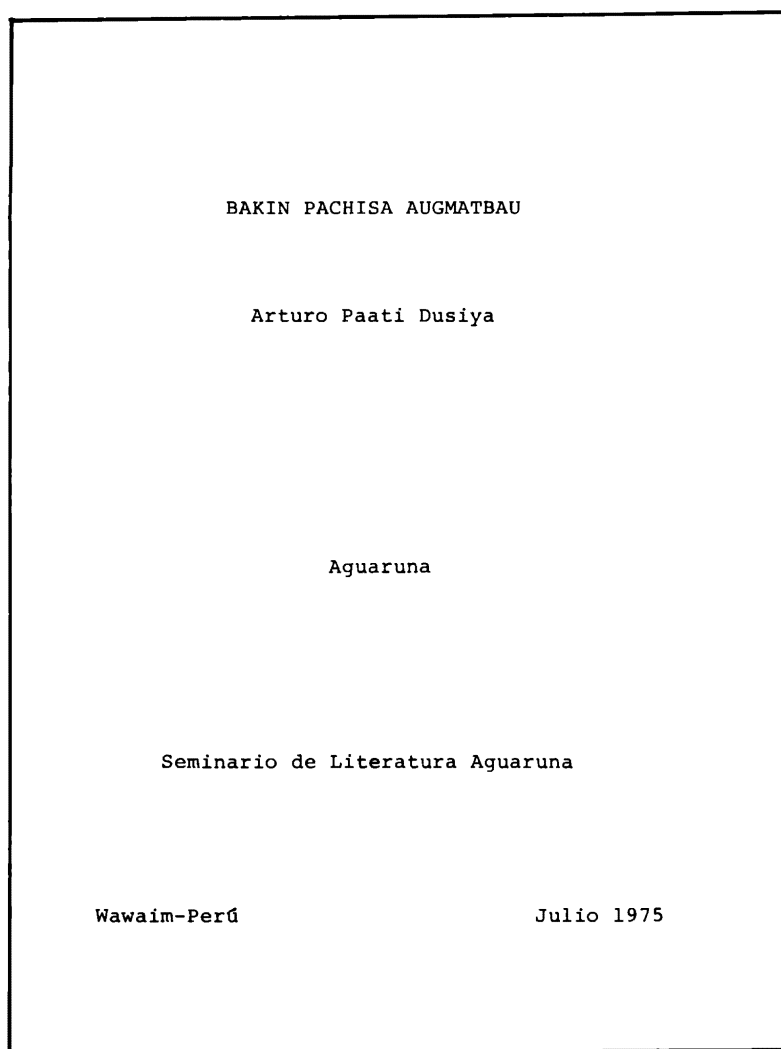 BAKIN PACHISA AUGMATBAU
Arturo Paati Dusiya
Aguaruna
Seminario de Literatura Aguaruna
Wawaim-Perú Julio 1975